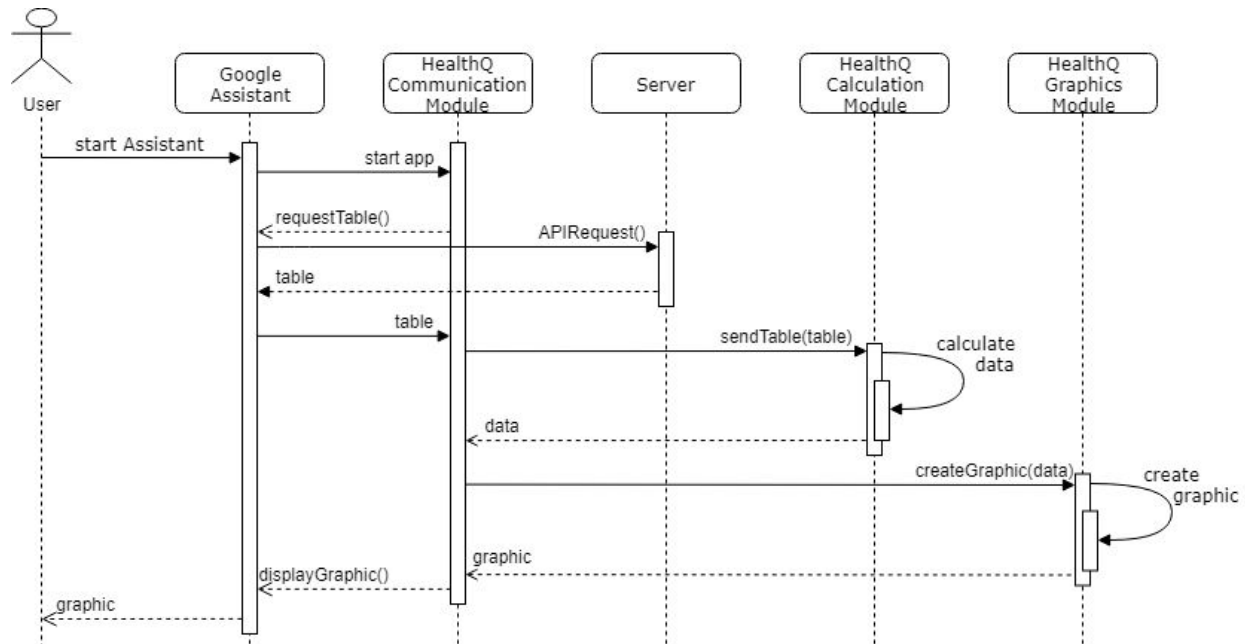 User
Google
Assistant
HealthQ
Communication
Module
Server
HealthQ
Calculation
Module
HealthQ
Graphics
Module
start Assistant
start app
requestTable()
APIRequest()
table
table
sendTable(table)
calculate
data
data
createGraphic(data)
create
graphic
graphic
displayGraphic()
graphic